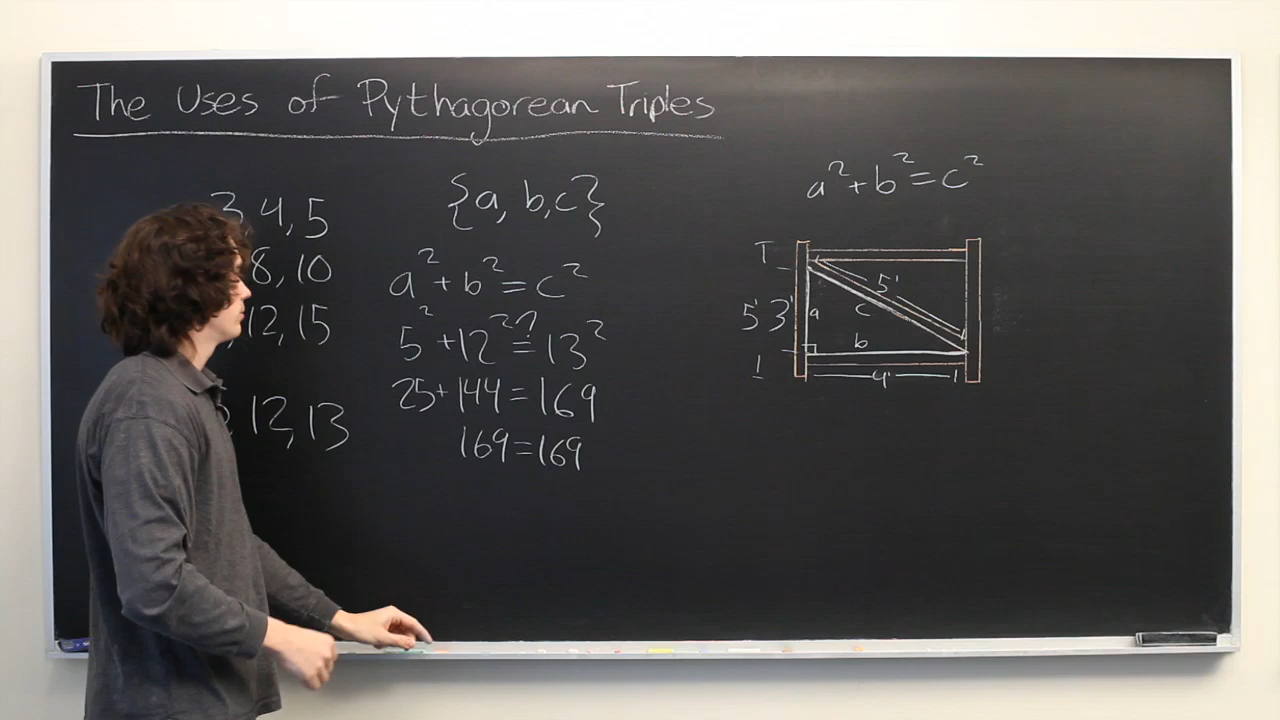 The Uses of Pythagorean Triples
3, 4, 5
8, 10
12, 15
12, 13
{a, b, c}
a² + b² = c²
5² + 12² ≟ 13²
25 + 144 = 169
169 = 169
a² + b² = c²
5'
5' 3' a c
b
4'